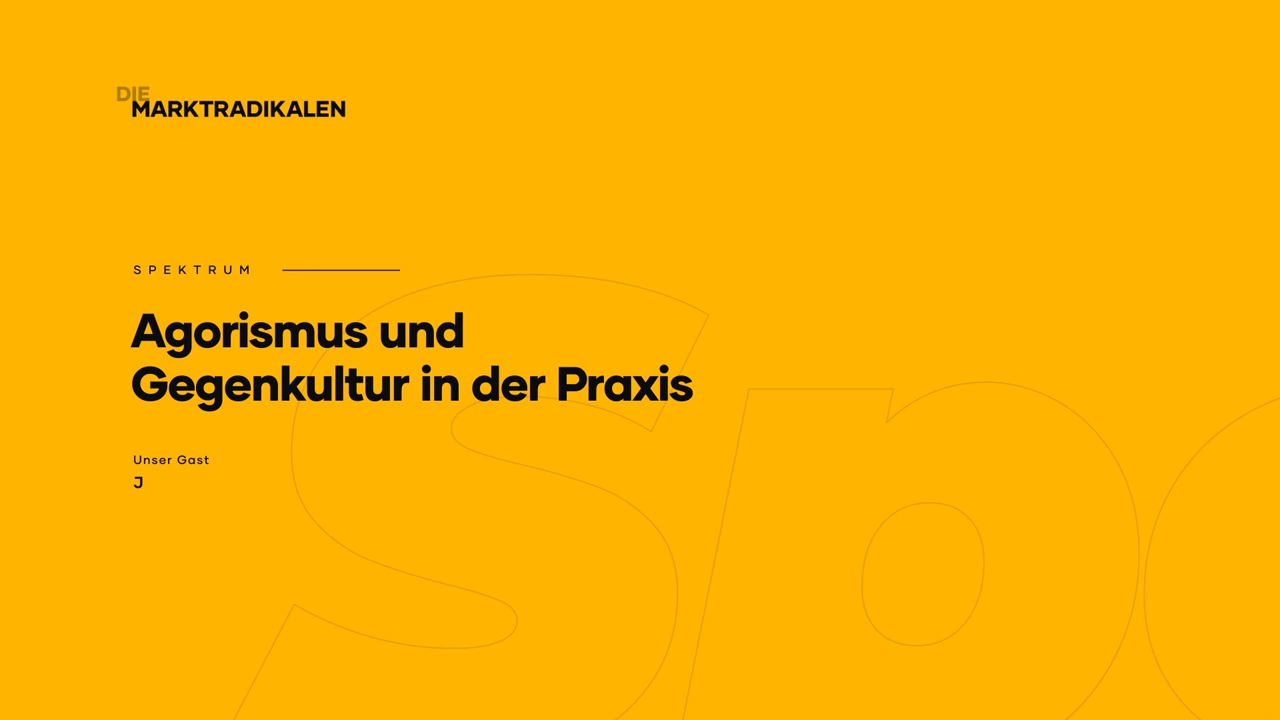 DIE
MARKTRADIKALEN
SPEKTRUM
Agorismus und
Gegenkultur in der Praxis
Unser Gast
J